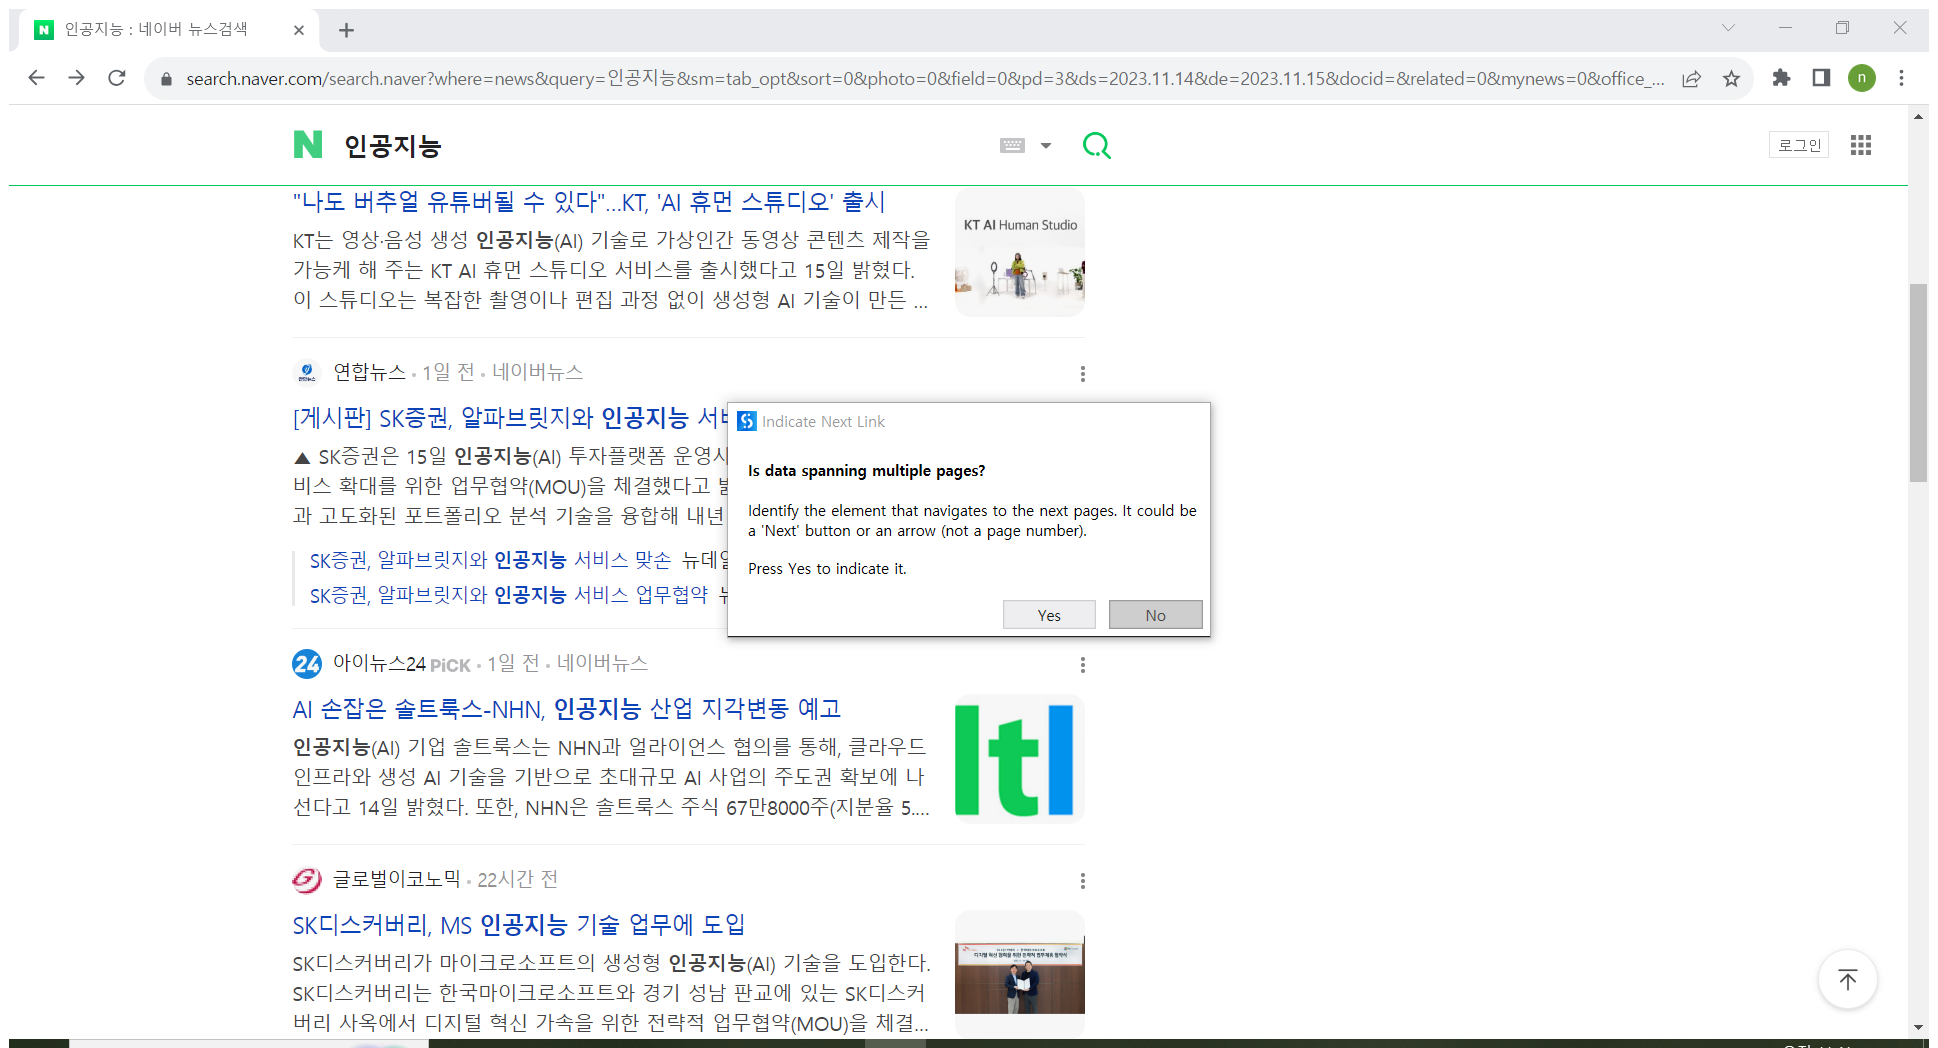 인공지능 : 네이버 뉴스검색
search.naver.com/search.naver?where=news&query=인공지능&sm=tab_opt&sort=0&photo=0&field=0&pd=3&ds=2023.11.14&de=2023.11.15&docid=&related=0&mynews=0&office_...
n
인공지능
로그인
"나도 버추얼 유튜버될 수 있다"...KT, 'AI 휴먼 스튜디오' 출시
KT는 영상·음성 생성 인공지능(AI) 기술로 가상인간 동영상 콘텐츠 제작을
가능케 해 주는 KT AI 휴먼 스튜디오 서비스를 출시했다고 15일 밝혔다.
이 스튜디오는 복잡한 촬영이나 편집 과정 없이 생성형 AI 기술이 만든 ...
KT AI Human Studio
연합뉴스 · 1일 전 · 네이버뉴스
[게시판] SK증권, 알파브릿지와 인공지능
▲ SK증권은 15일 인공지능(AI) 투자플랫폼
비스 확대를 위한 업무협약(MOU)을 체결했다고
과 고도화된 포트폴리오 분석 기술을 융합해 내년
SK증권, 알파브릿지와 인공지능 서비스 맞손
SK증권, 알파브릿지와 인공지능 서비스 업무협약
Indicate Next Link
Is data spanning multiple pages?
Identify the element that navigates to the next pages. It could be
a 'Next' button or an arrow (not a page number).
Press Yes to indicate it.
Yes No
24 아이뉴스24 PiCK · 1일 전 · 네이버뉴스
AI 손잡은 솔트룩스-NHN, 인공지능 산업 지각변동 예고
인공지능(AI) 기업 솔트룩스는 NHN과 얼라이언스 협의를 통해, 클라우드
인프라와 생성 AI 기술을 기반으로 초대규모 AI 사업의 주도권 확보에 나
선다고 14일 밝혔다. 또한, NHN은 솔트룩스 주식 67만8000주(지분율 5....
ltl
글로벌이코노믹 · 22시간 전
SK디스커버리, MS 인공지능 기술 업무에 도입
SK디스커버리가 마이크로소프트의 생성형 인공지능(AI) 기술을 도입한다.
SK디스커버리는 한국마이크로소프트와 경기 성남 판교에 있는 SK디스커
버리 사옥에서 디지털 혁신 가속을 위한 전략적 업무협약(MOU)을 체결...